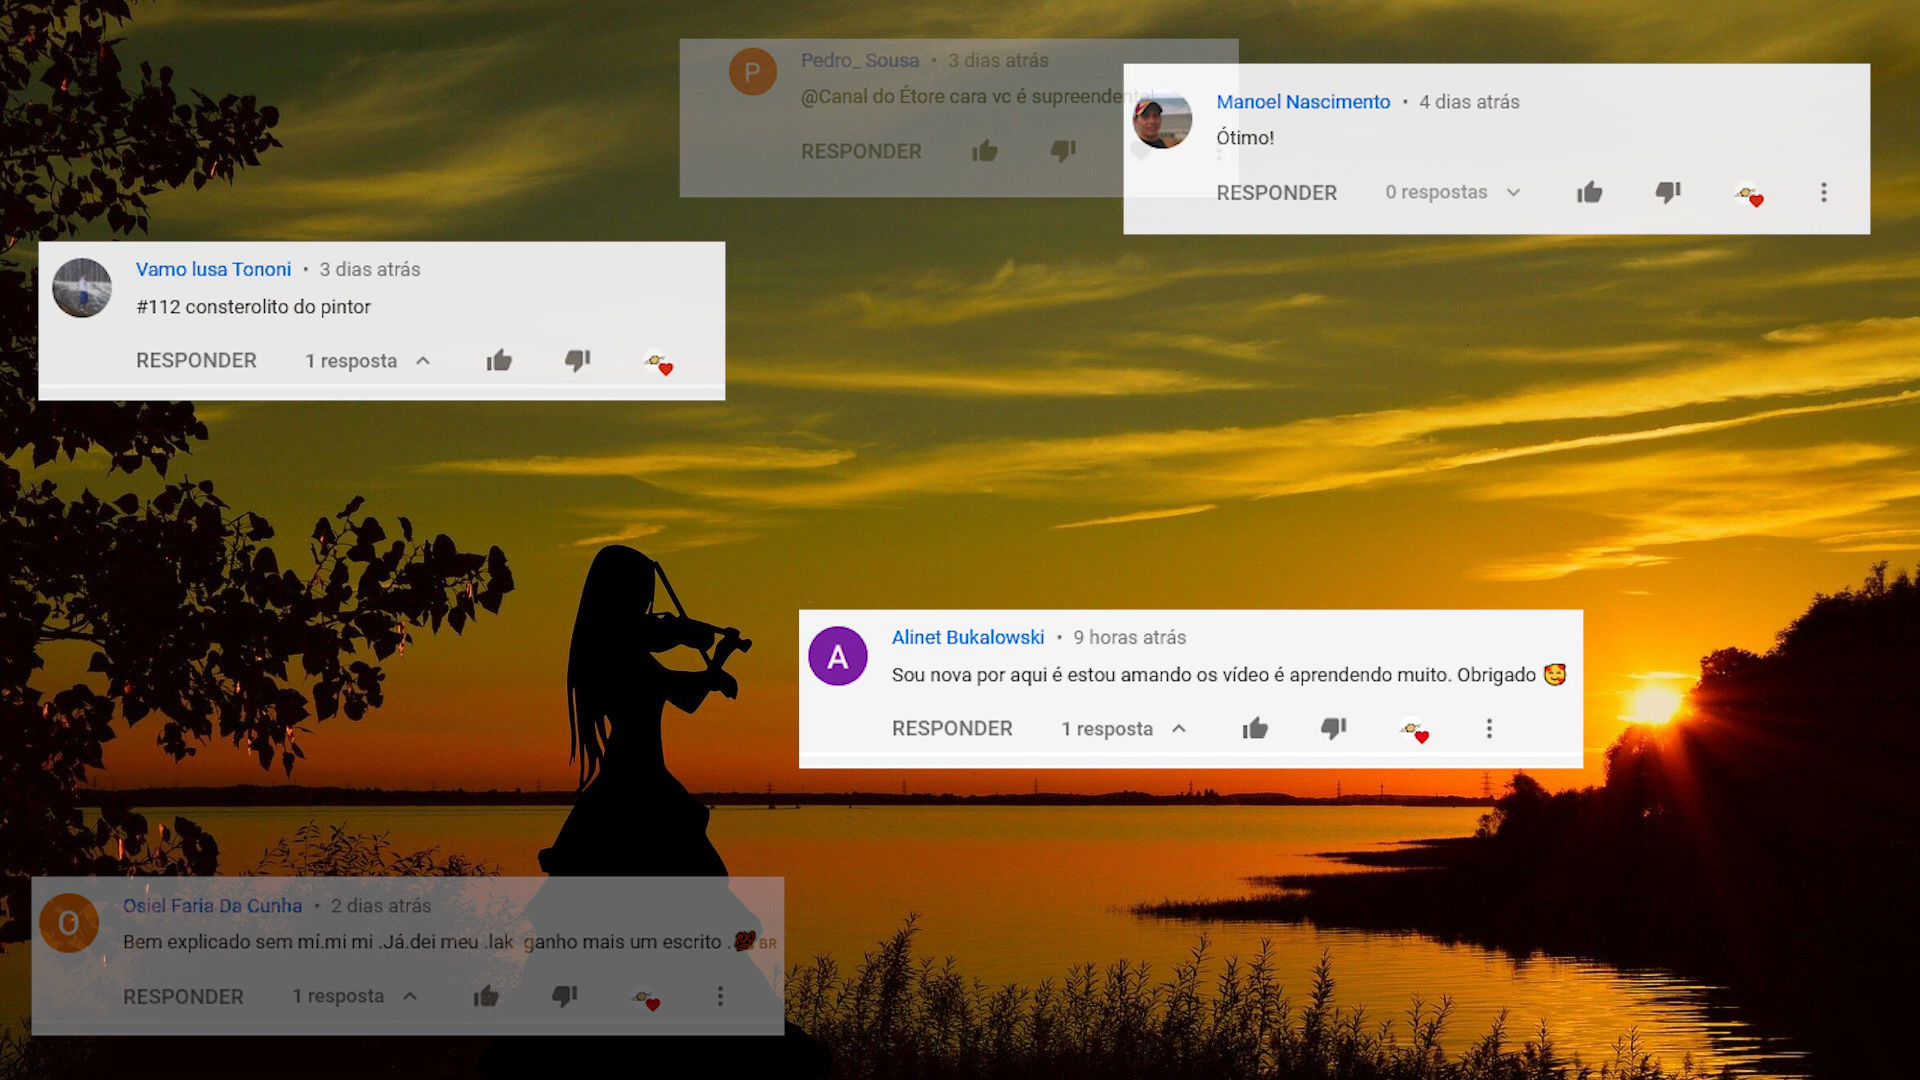 P
Pedro_ Sousa • 3 dias atrás
@Canal do Étore cara vc é supreendente!
RESPONDER
Manoel Nascimento • 4 dias atrás
Ótimo!
RESPONDER 0 respostas
Vamo lusa Tononi • 3 dias atrás
#112 consterolito do pintor
RESPONDER 1 resposta
A
Alinet Bukalowski • 9 horas atrás
Sou nova por aqui é estou amando os vídeo é aprendendo muito. Obrigado 🥰
RESPONDER 1 resposta
O
Osiel Faria Da Cunha • 2 dias atrás
Bem explicado sem mí.mi mi .Já.dei meu .lak ganho mais um escrito .💯 BR
RESPONDER 1 resposta